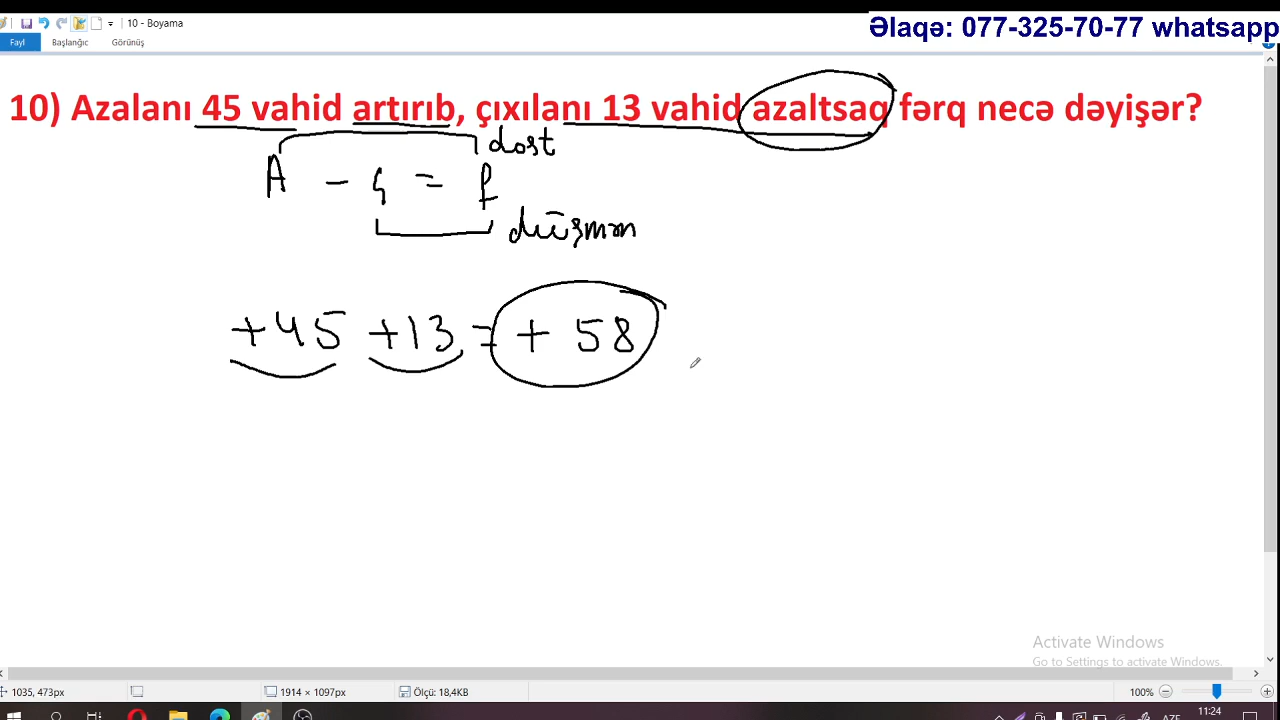 10 - Boyama
Əlaqə: 077-325-70-77 whatsapp
Fayl Başlanğıc Görünüş
10) Azalanı 45 vahid artırıb, çıxılanı 13 vahid azaltsaq fərq necə dəyişər?
dost
A - ç = f
düşmən
+45 +13 = + 58
Activate Windows
Go to Settings to activate Windows.
1035, 473px 1914 × 1097px Ölçü: 18,4KB 100%
11:24
AZE